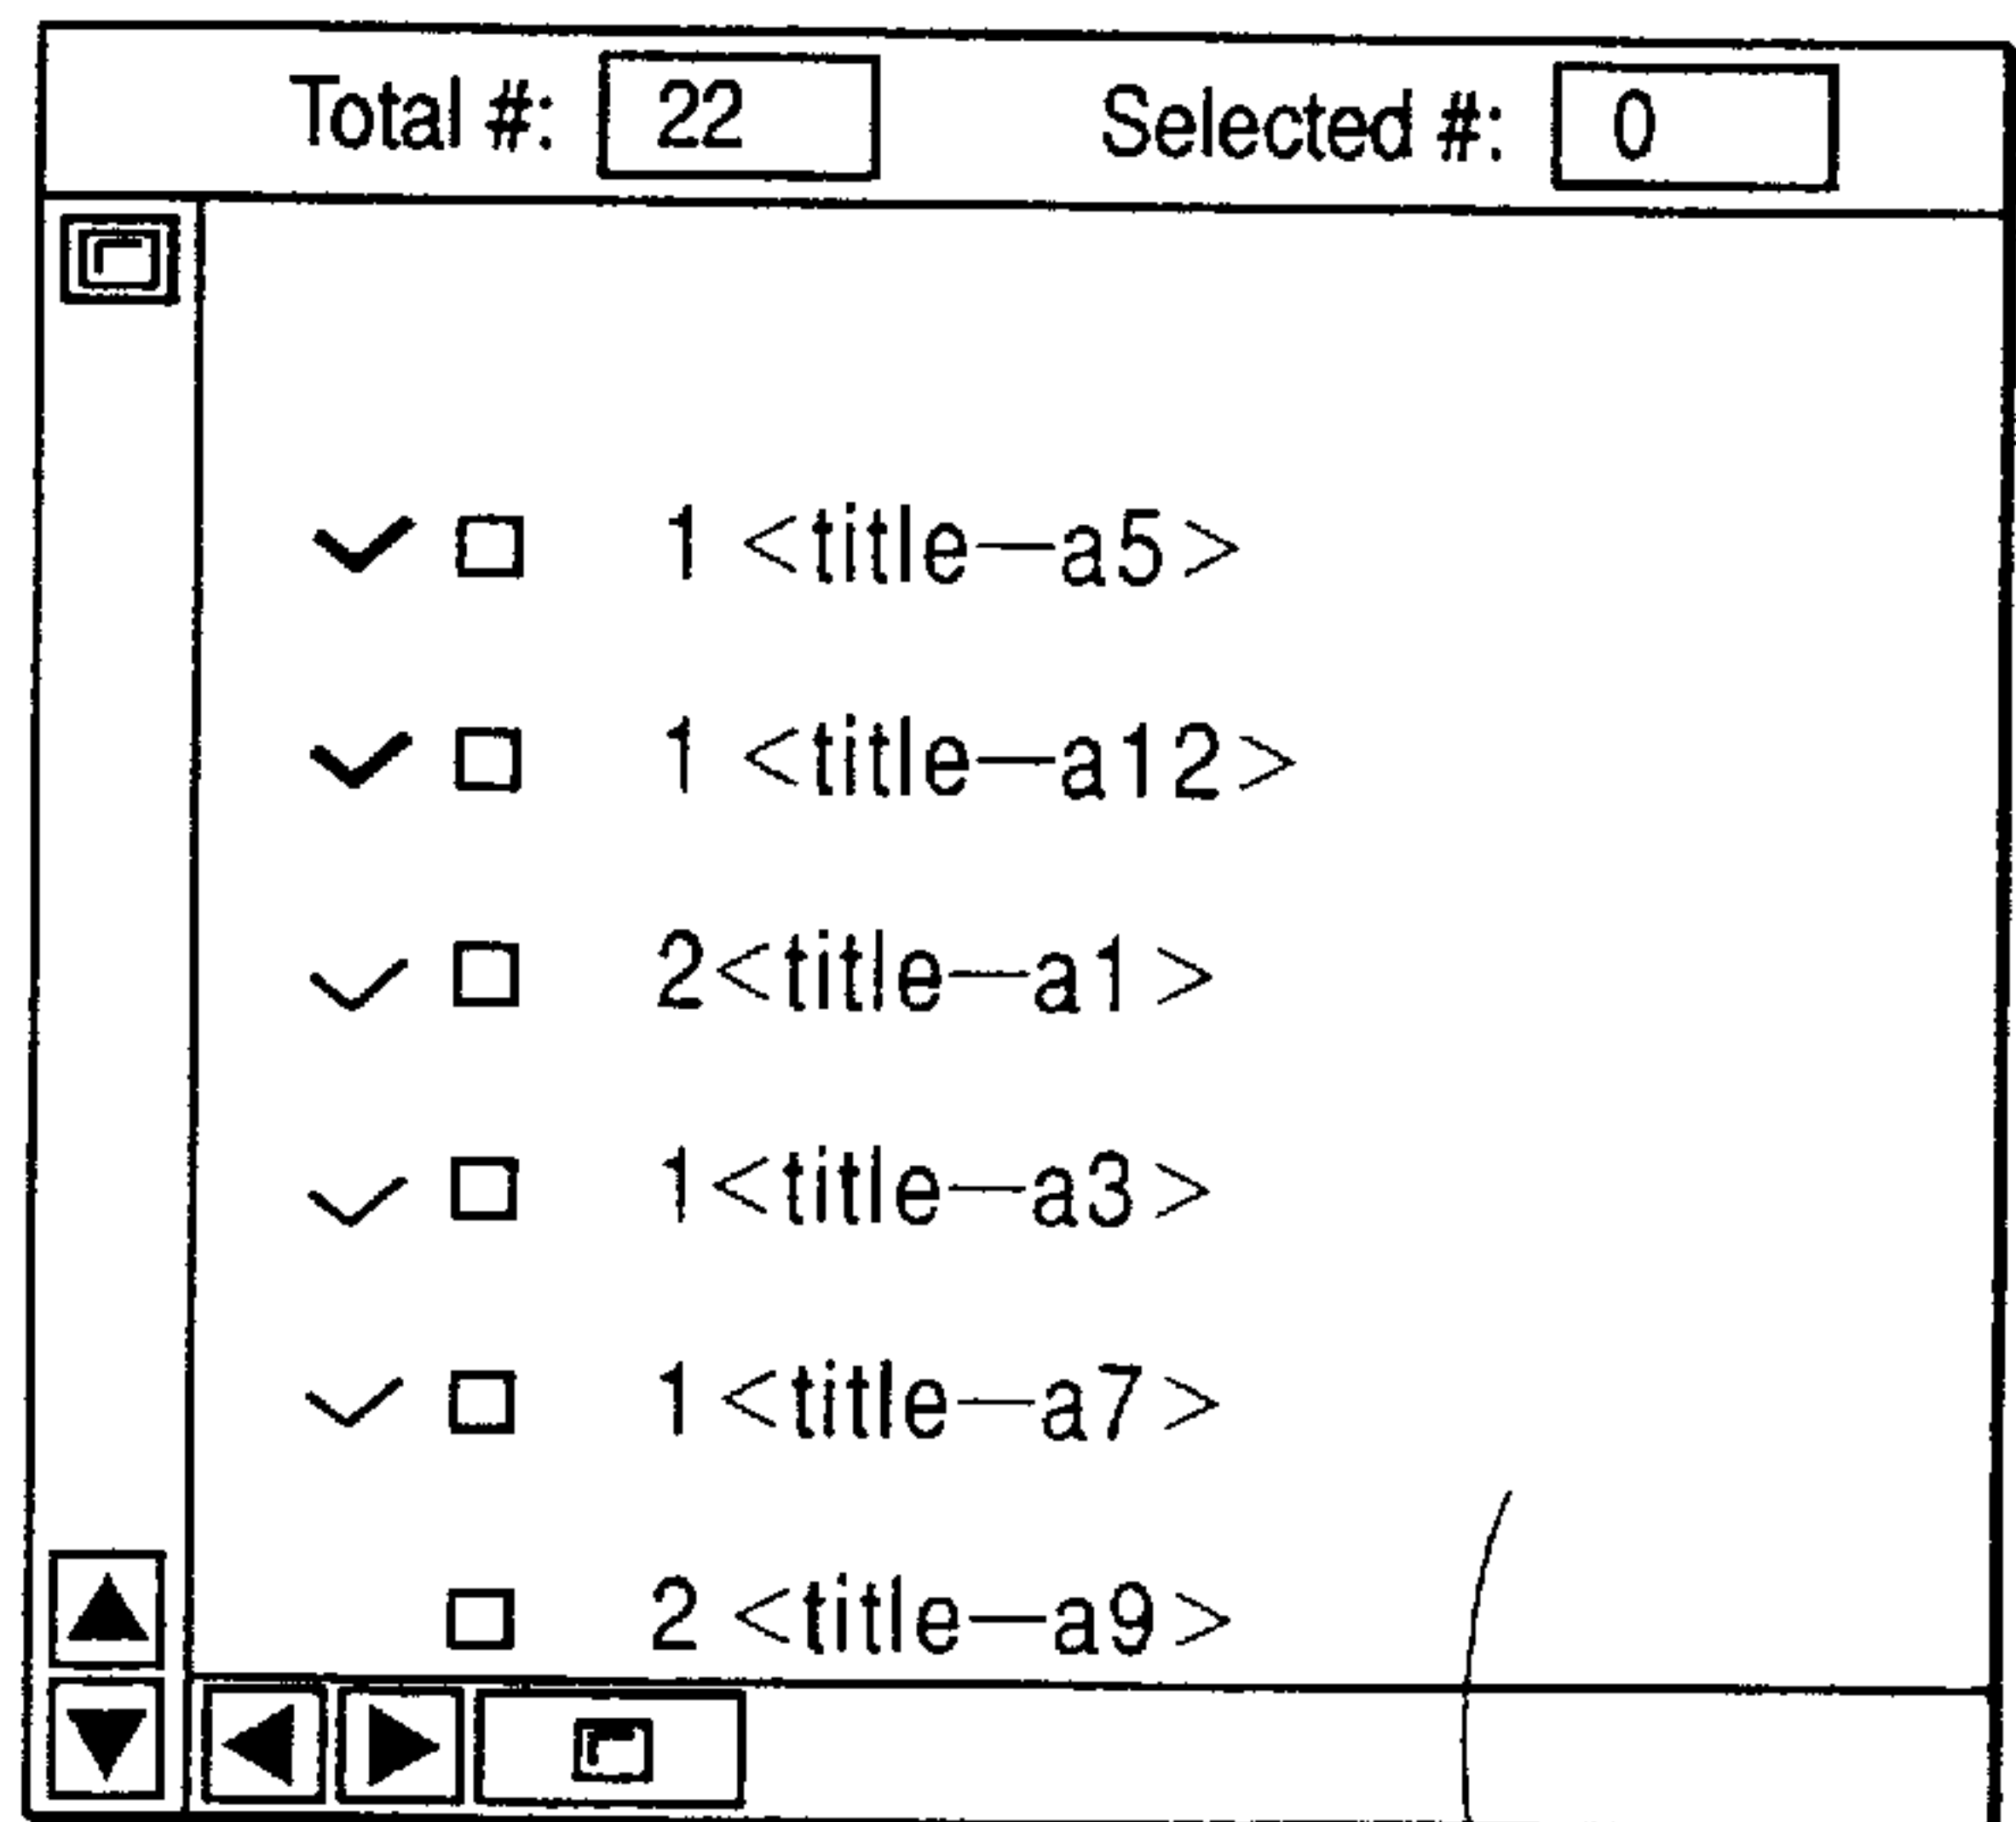 Total #: 22 Selected #: 0
1 <title—a5>
1 <title—a12>
2<title—a1>
1<title—a3>
1 <title—a7>
2 <title—a9>